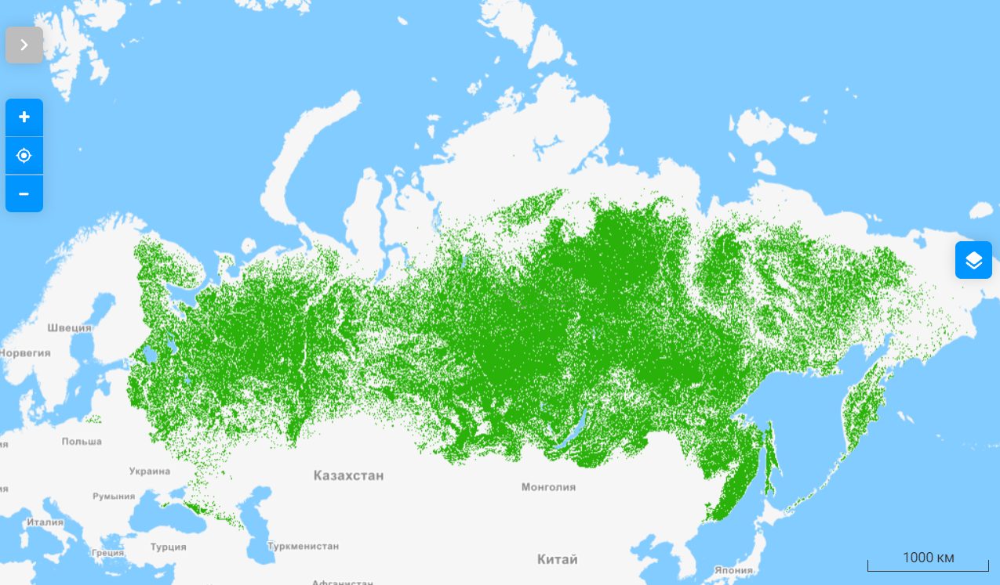 Швеция
Норвегия
Польша
Украина
Казахстан
Румыния
Монголия
Италия
Турция
Туркменистан
Греция
Китай
1000 км
Япония
Афганистан